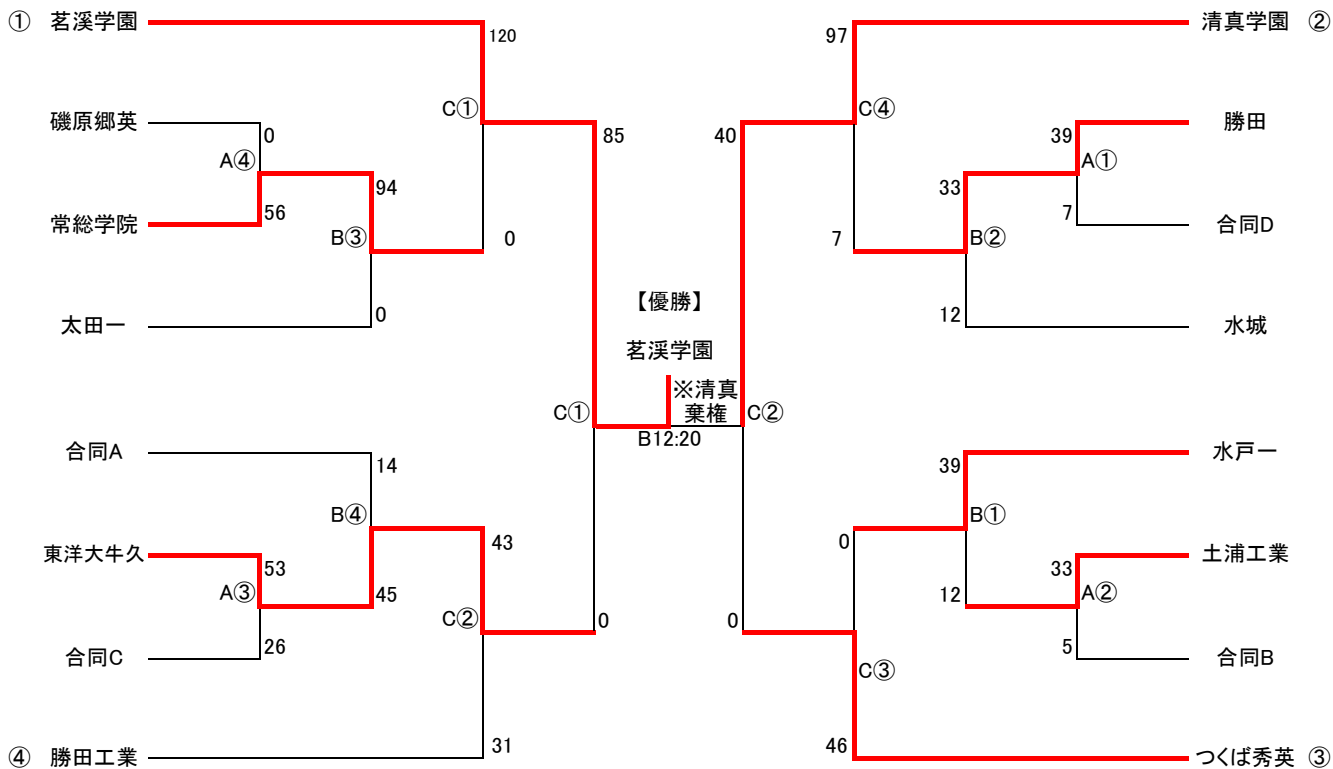 ① 茗溪学園
120
97
清真学園 ②
C①
C④
磯原郷英
0
85
40
39
勝田
A④
A①
94
33
常総学院
56
7
合同D
B③
0
7
B②
【優勝】
太田一
0
12
水城
茗渓学園
※清真
棄権
C①
C②
B12:20
合同A
14
39
水戸一
B④
B①
東洋大牛久
53
43
0
33
土浦工業
A③
45
12
A②
C②
0
0
合同C
26
5
合同B
C③
④ 勝田工業
31
46
つくば秀英 ③